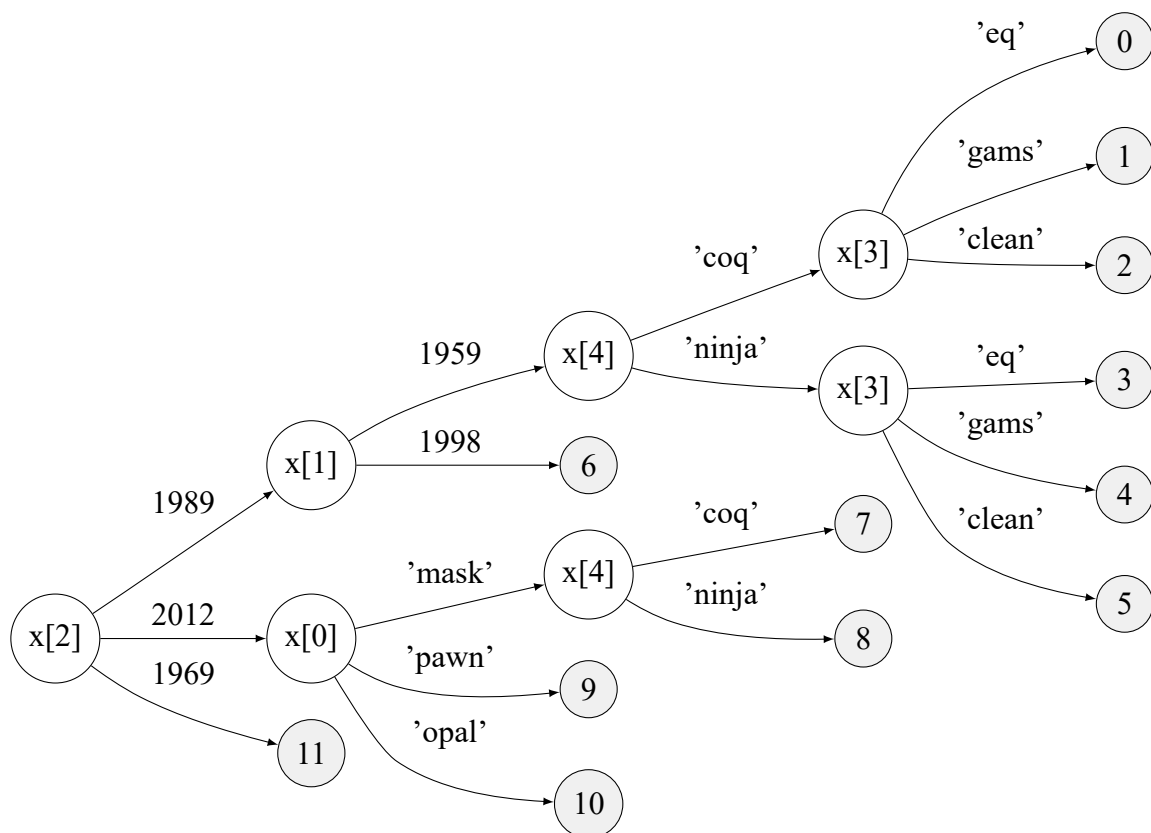 ’eq’
0
’gams’
1
’clean’
2
x[3]
’coq’
1959
x[4]
’ninja’
x[3]
’eq’
3
’gams’
4
’clean’
5
x[1]
1998
6
1989
’coq’
7
’mask’
x[4]
’ninja’
8
x[2]
2012
x[0]
’pawn’
9
1969
11
’opal’
10